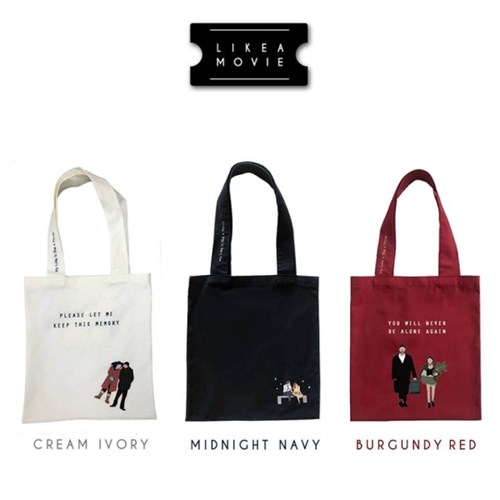 LIKE A
MOVIE
PLEASE LET ME
KEEP THIS MEMORY
YOU WILL NEVER
BE ALONE AGAIN
CREAM IVORY
MIDNIGHT NAVY
BURGUNDY RED